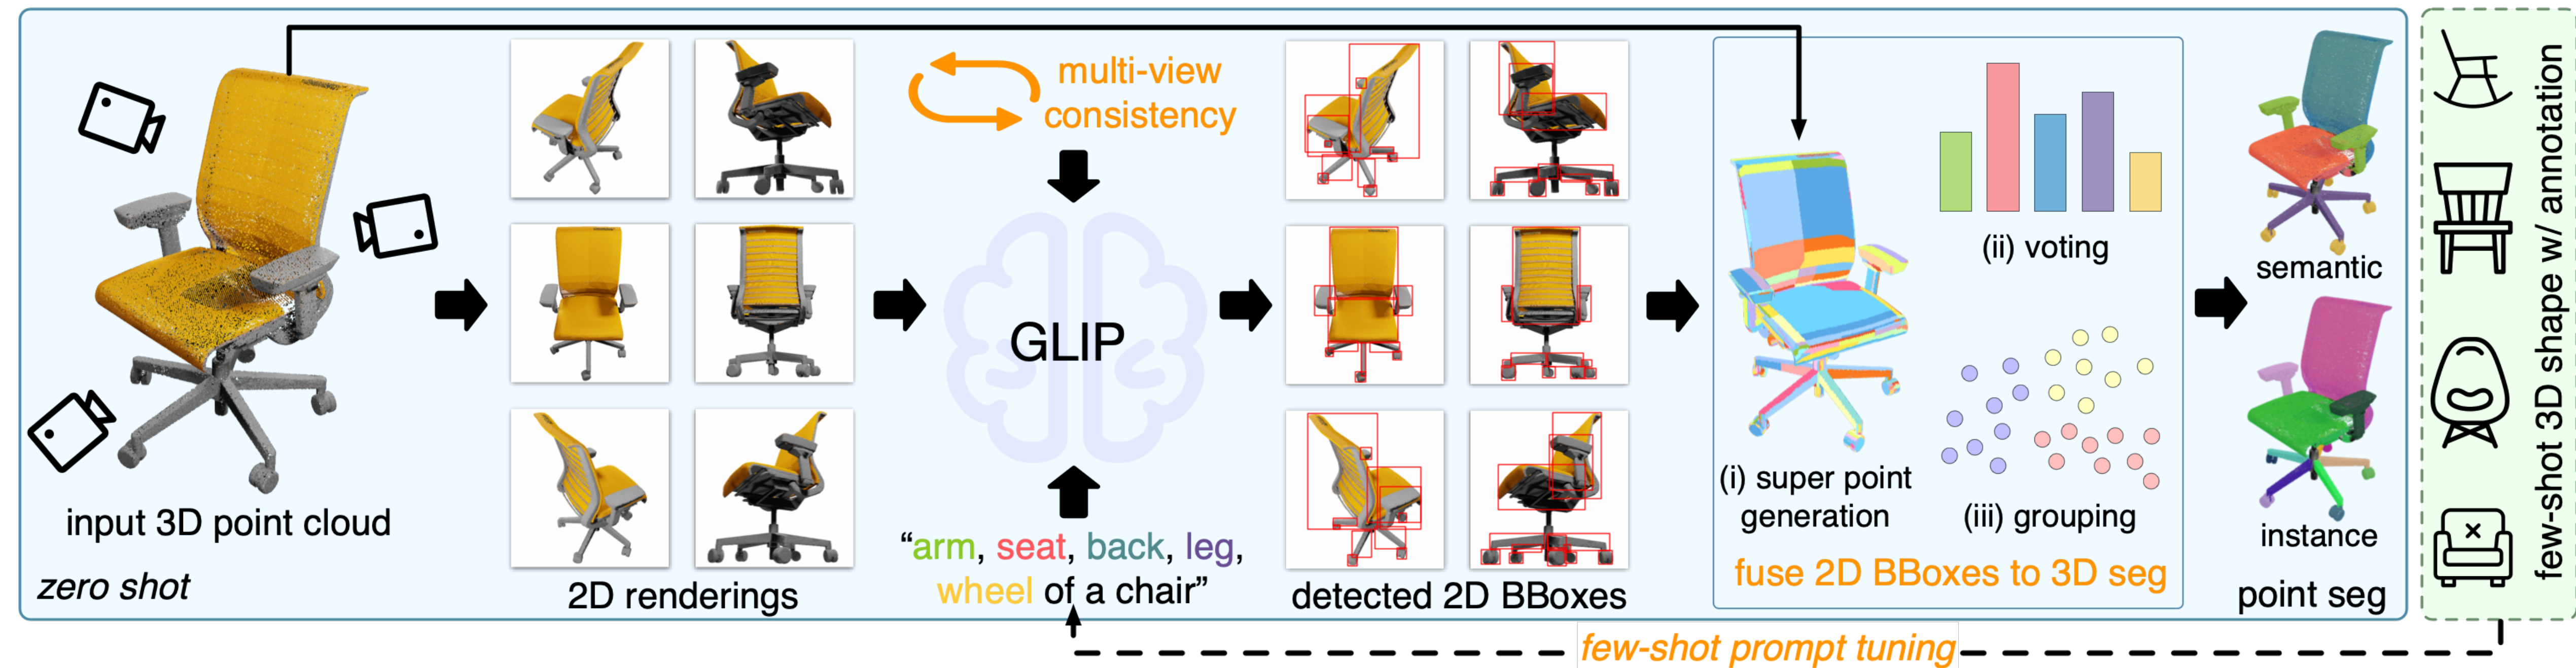 input 3D point cloud
zero shot
2D renderings
multi-view
consistency
GLIP
“arm, seat, back, leg,
wheel of a chair”
detected 2D BBoxes
(i) super point
generation
(ii) voting
(iii) grouping
fuse 2D BBoxes to 3D seg
semantic
instance
point seg
few-shot 3D shape w/ annotation
few-shot prompt tuning